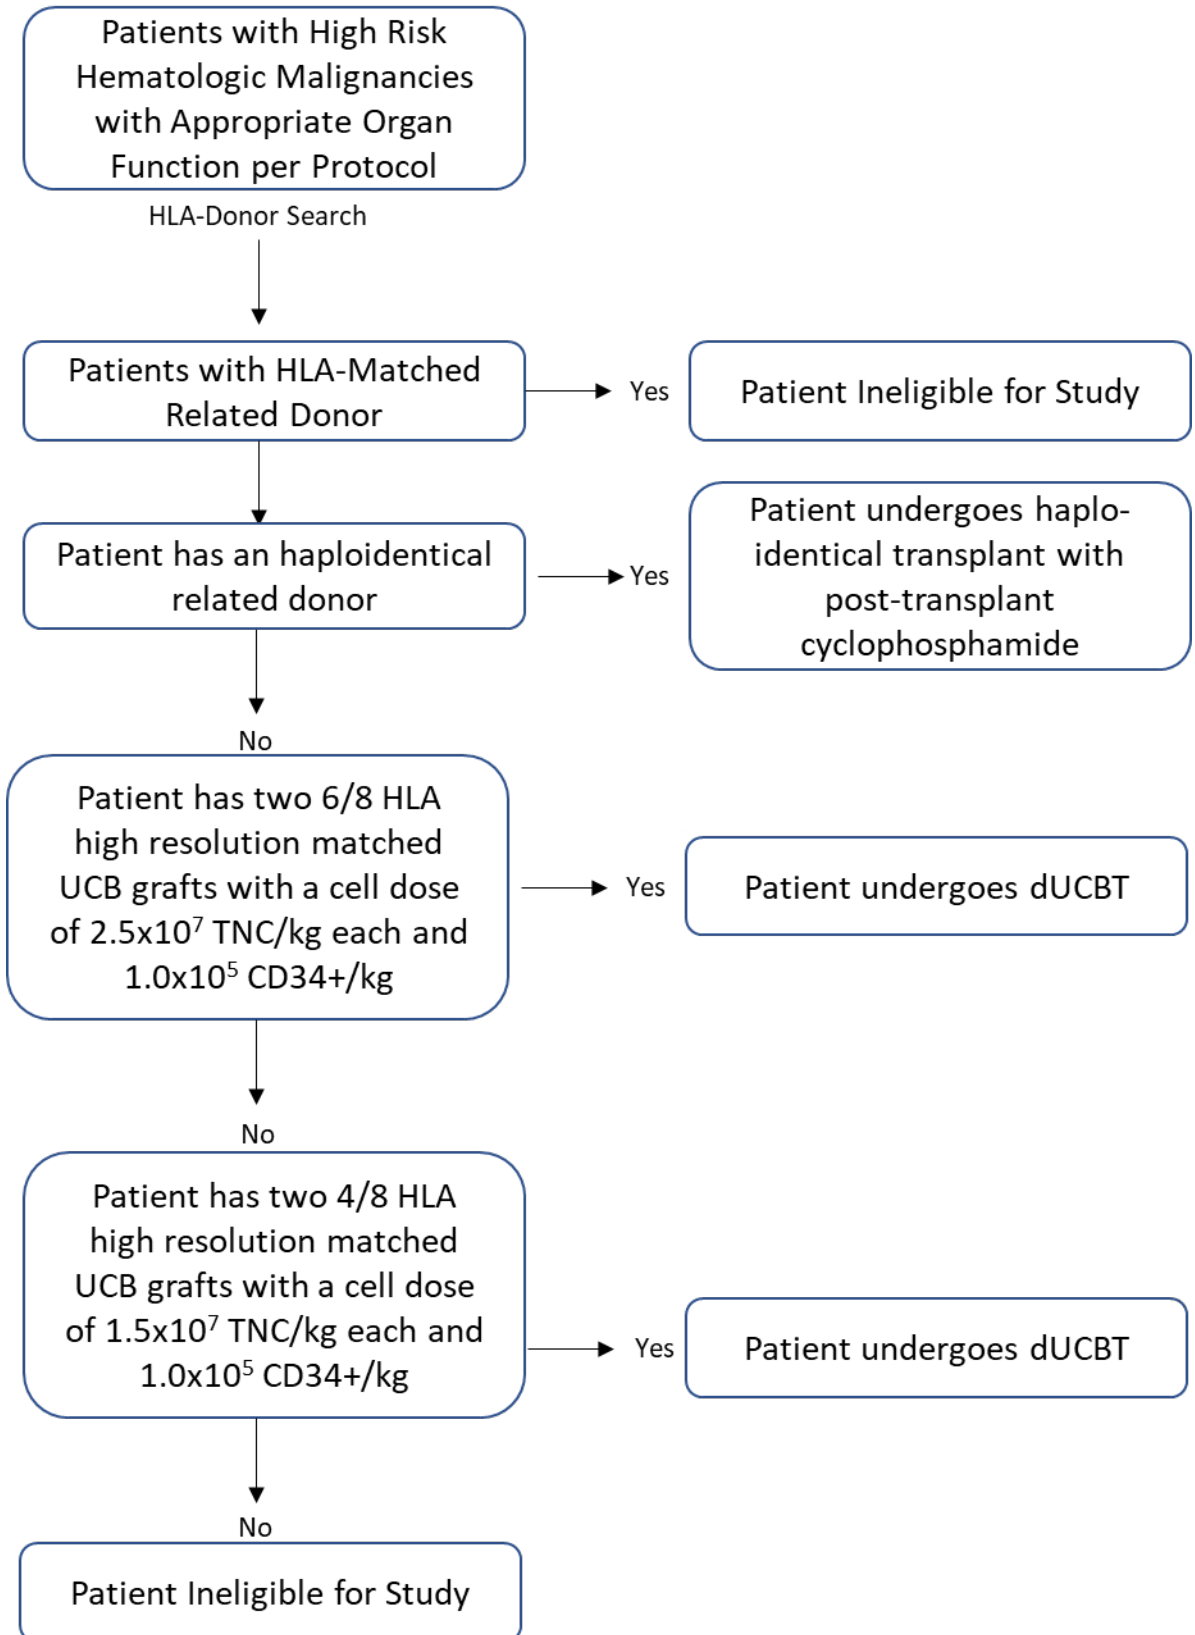 Patients with High Risk
Hematologic Malignancies
with Appropriate Organ
Function per Protocol
HLA-Donor Search
Patients with HLA-Matched
Related Donor
Yes
Patient Ineligible for Study
Patient has an haploidentical
related donor
Yes
Patient undergoes haplo-
identical transplant with
post-transplant
cyclophosphamide
No
Patient has two 6/8 HLA
high resolution matched
UCB grafts with a cell dose
of 2.5x10⁷ TNC/kg each and
1.0x10⁵ CD34+/kg
Yes
Patient undergoes dUCBT
No
Patient has two 4/8 HLA
high resolution matched
UCB grafts with a cell dose
of 1.5x10⁷ TNC/kg each and
1.0x10⁵ CD34+/kg
Yes
Patient undergoes dUCBT
No
Patient Ineligible for Study